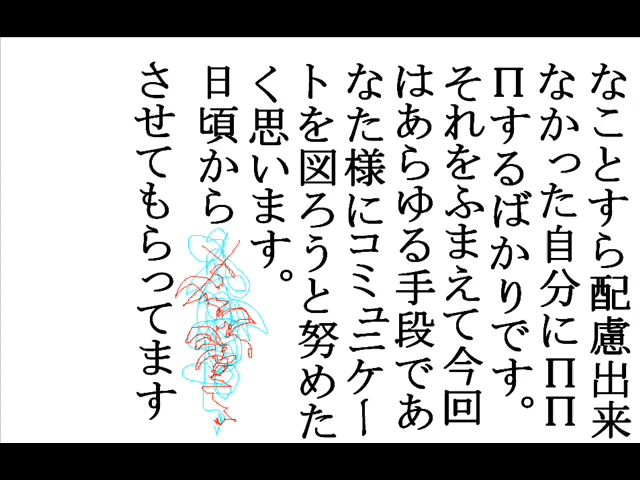 なことすら配慮出来
なかった自分にΠΠ
Πするばかりです。
それをふまえて今回
はあらゆる手段であ
なた様にコミュニケー
トを図ろうと努めた
く思います。
日頃から
させてもらってます